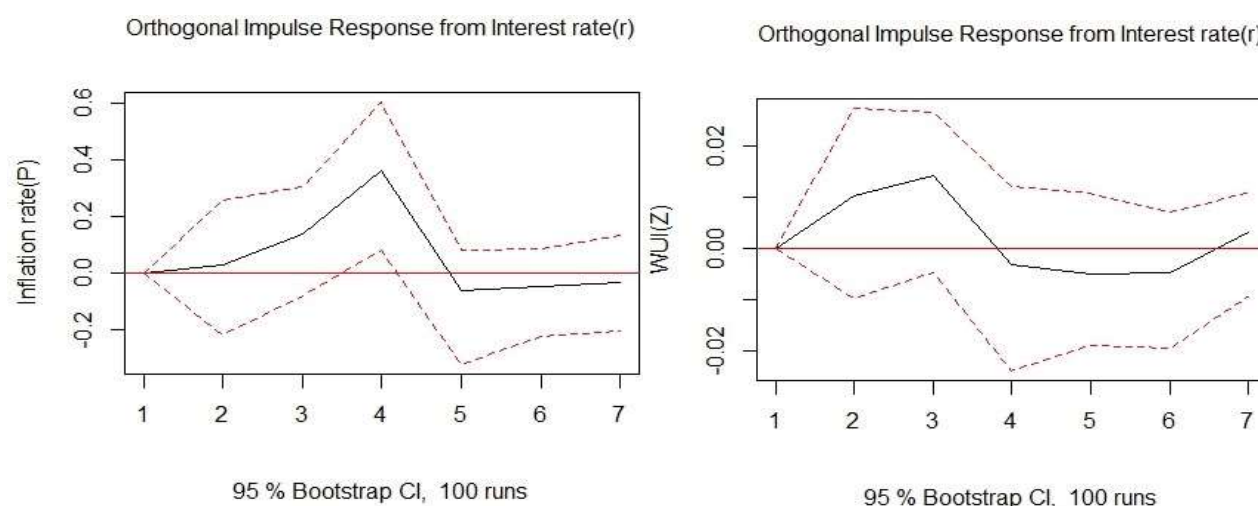 Orthogonal Impulse Response from Interest rate(r)
Inflation rate(P)
0.6
0.4
0.2
0.0
-0.2
1 2 3 4 5 6 7
95 % Bootstrap CI, 100 runs
Orthogonal Impulse Response from Interest rate(r)
WUI(Z)
0.02
0.00
-0.02
1 2 3 4 5 6 7
95 % Bootstrap CI, 100 runs